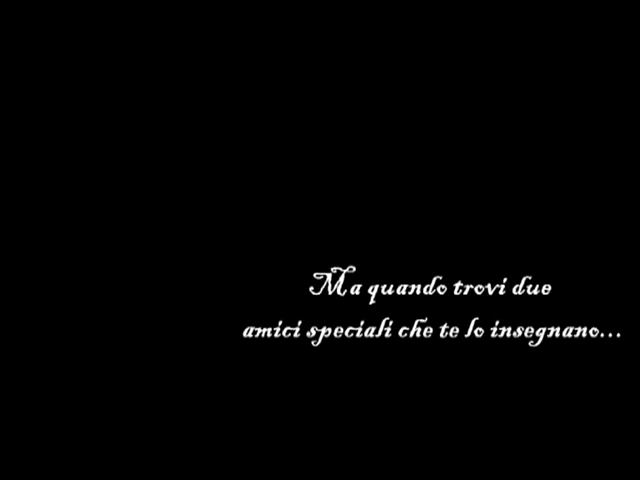 Ma quando trovi due
amici speciali che te lo insegnano...